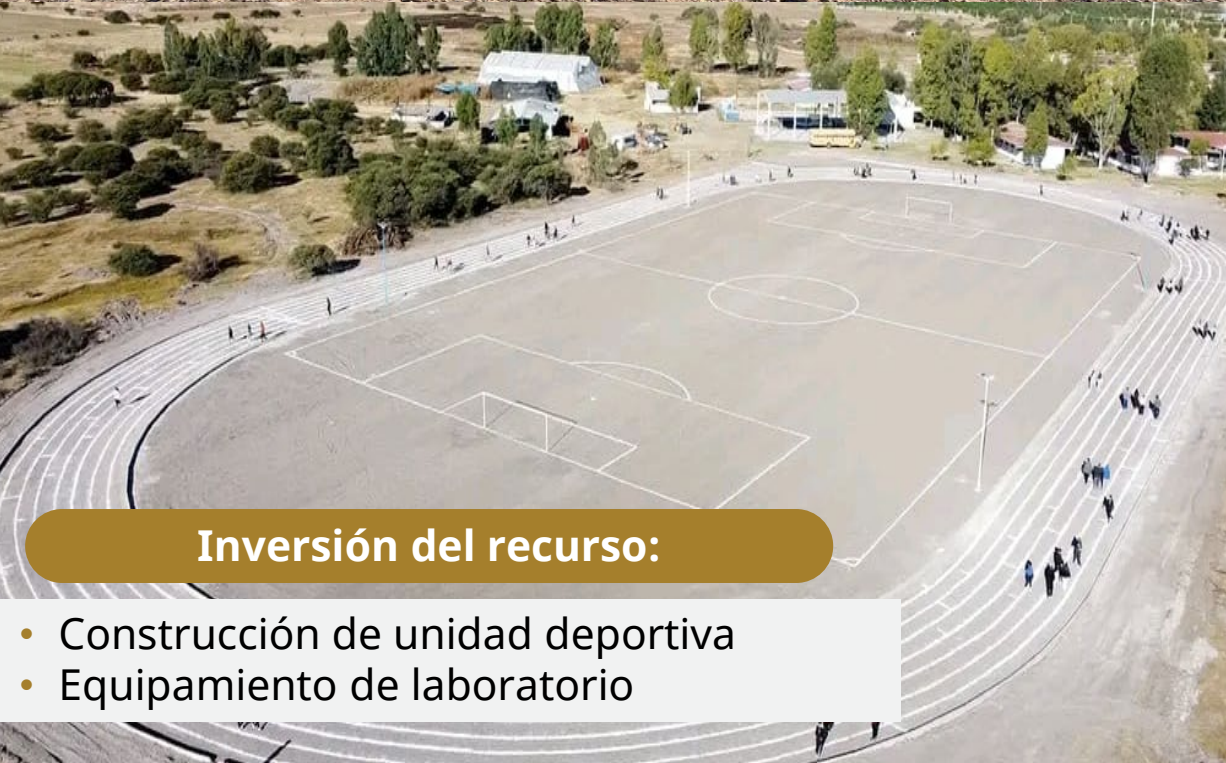 Inversión del recurso:
• Construcción de unidad deportiva
• Equipamiento de laboratorio